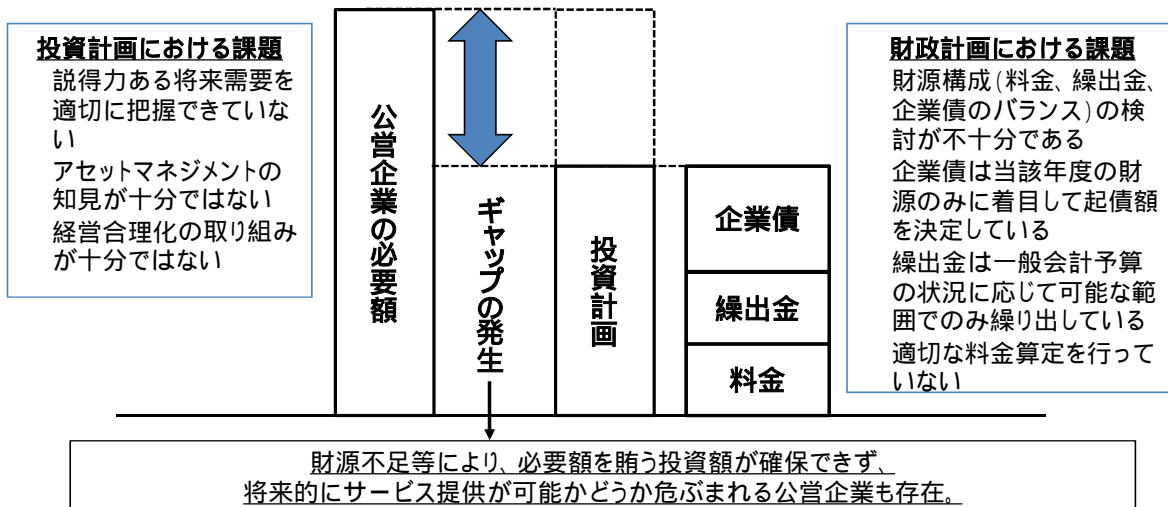 投資計画における課題
説得力ある将来需要を
適切に把握できていな
い
アセットマネジメントの
知見が十分ではない
経営合理化の取り組み
が十分ではない
公営企業の必要額
ギャップの発生
投資計画
企業債
繰出金
料金
財政計画における課題
財源構成(料金、繰出金、
企業債のバランス)の検
討が不十分である
企業債は当該年度の財
源のみに着目して起債額
を決定している
繰出金は一般会計予算
の状況に応じて可能な範
囲でのみ繰り出している
適切な料金算定を行って
いない
財源不足等により、必要額を賄う投資額が確保できず、
将来的にサービス提供が可能かどうか危ぶまれる公営企業も存在。